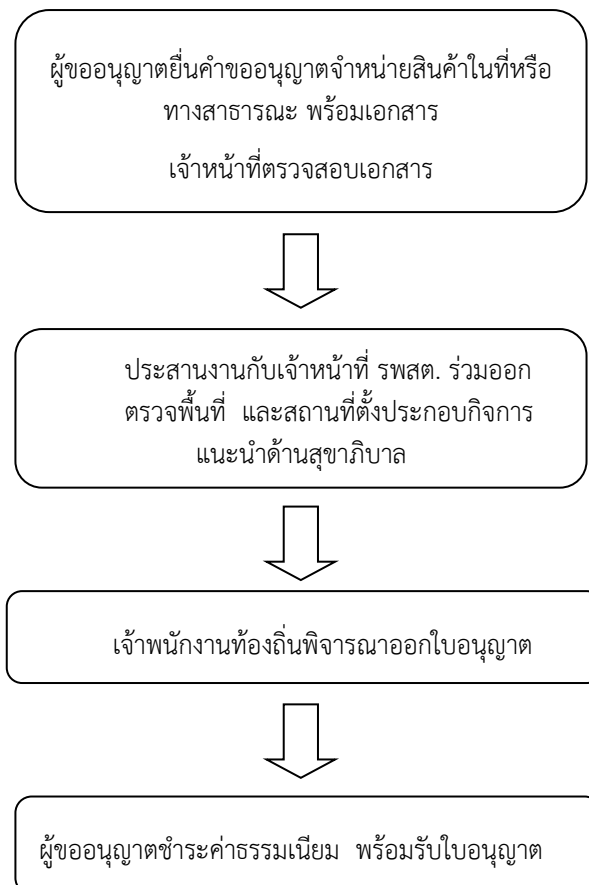 ผู้ขออนุญาตยื่นคำขออนุญาตจำหน่ายสินค้าในที่หรือ
ทางสาธารณะ พร้อมเอกสาร
เจ้าหน้าที่ตรวจสอบเอกสาร
ประสานงานกับเจ้าหน้าที่ รพสต. ร่วมออก
ตรวจพื้นที่ และสถานที่ตั้งประกอบกิจการ
แนะนำด้านสุขาภิบาล
เจ้าพนักงานท้องถิ่นพิจารณาออกใบอนุญาต
ผู้ขออนุญาตชำระค่าธรรมเนียม พร้อมรับใบอนุญาต